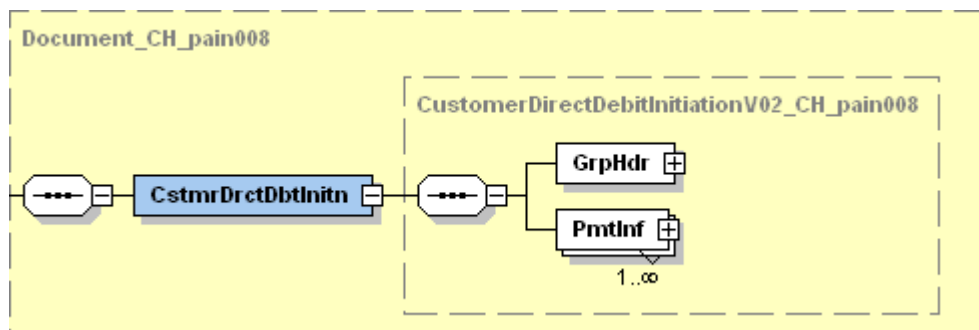 Document_CH_pain008
CustomerDirectDebitInitiationV02_CH_pain008
GrpHdr
CstmrDrctDbtInitn
PmtInf
1..∞